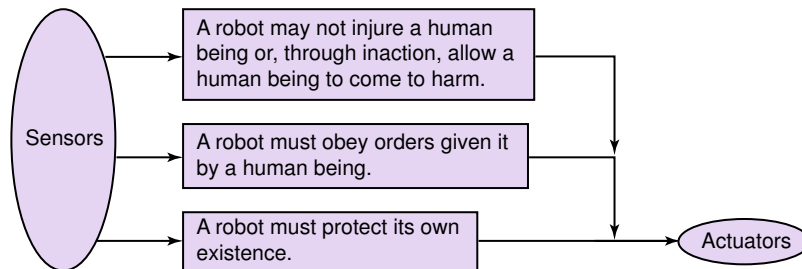 A robot may not injure a human
being or, through inaction, allow a
human being to come to harm.
Sensors
A robot must obey orders given it
by a human being.
A robot must protect its own
existence.
Actuators